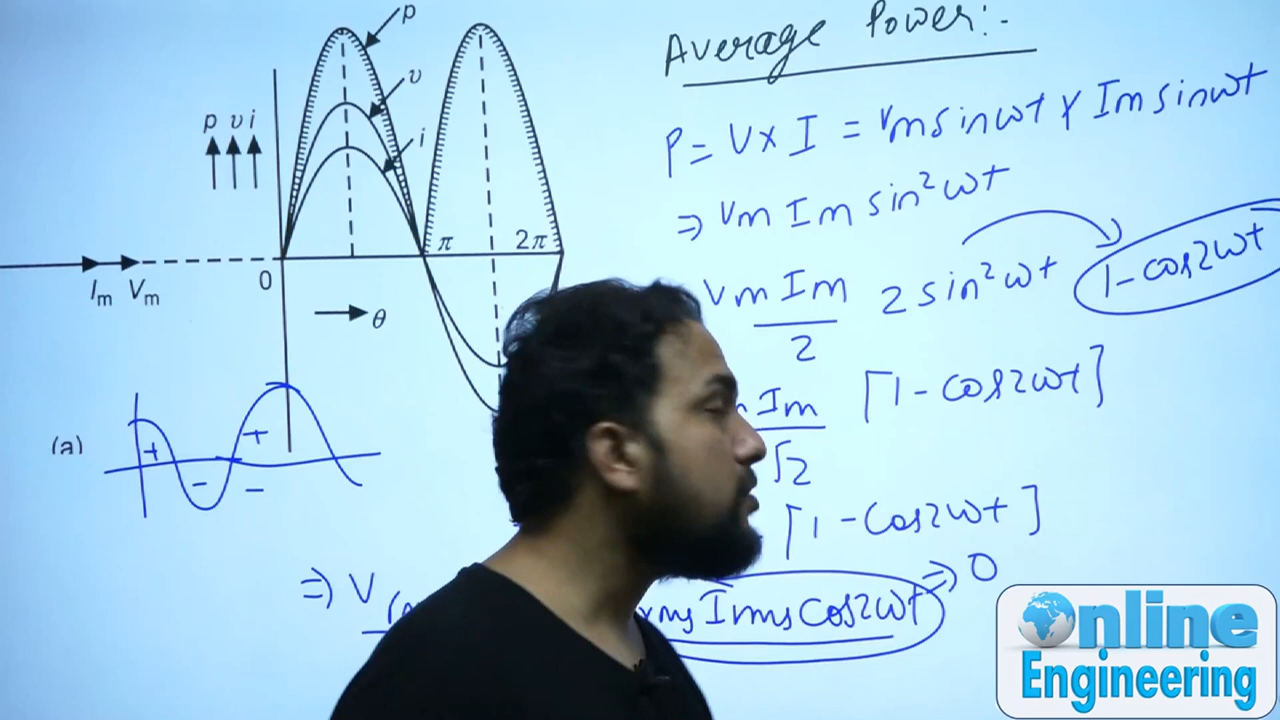 p
v
i
p v i
π
2π
0
Im Vm
θ
(a)
+
-
+
-
Average Power:-
P = V x I = Vm sinωt x Im sinωt
⇒ Vm Im sin²ωt
Vm Im/2 2 sin²ωt 1-cos2ωt
Im/√2 [1-cos2ωt]
[1-cos2ωt]
⇒ V
rms Irms cos2ωt ⇒ 0
Online
Engineering